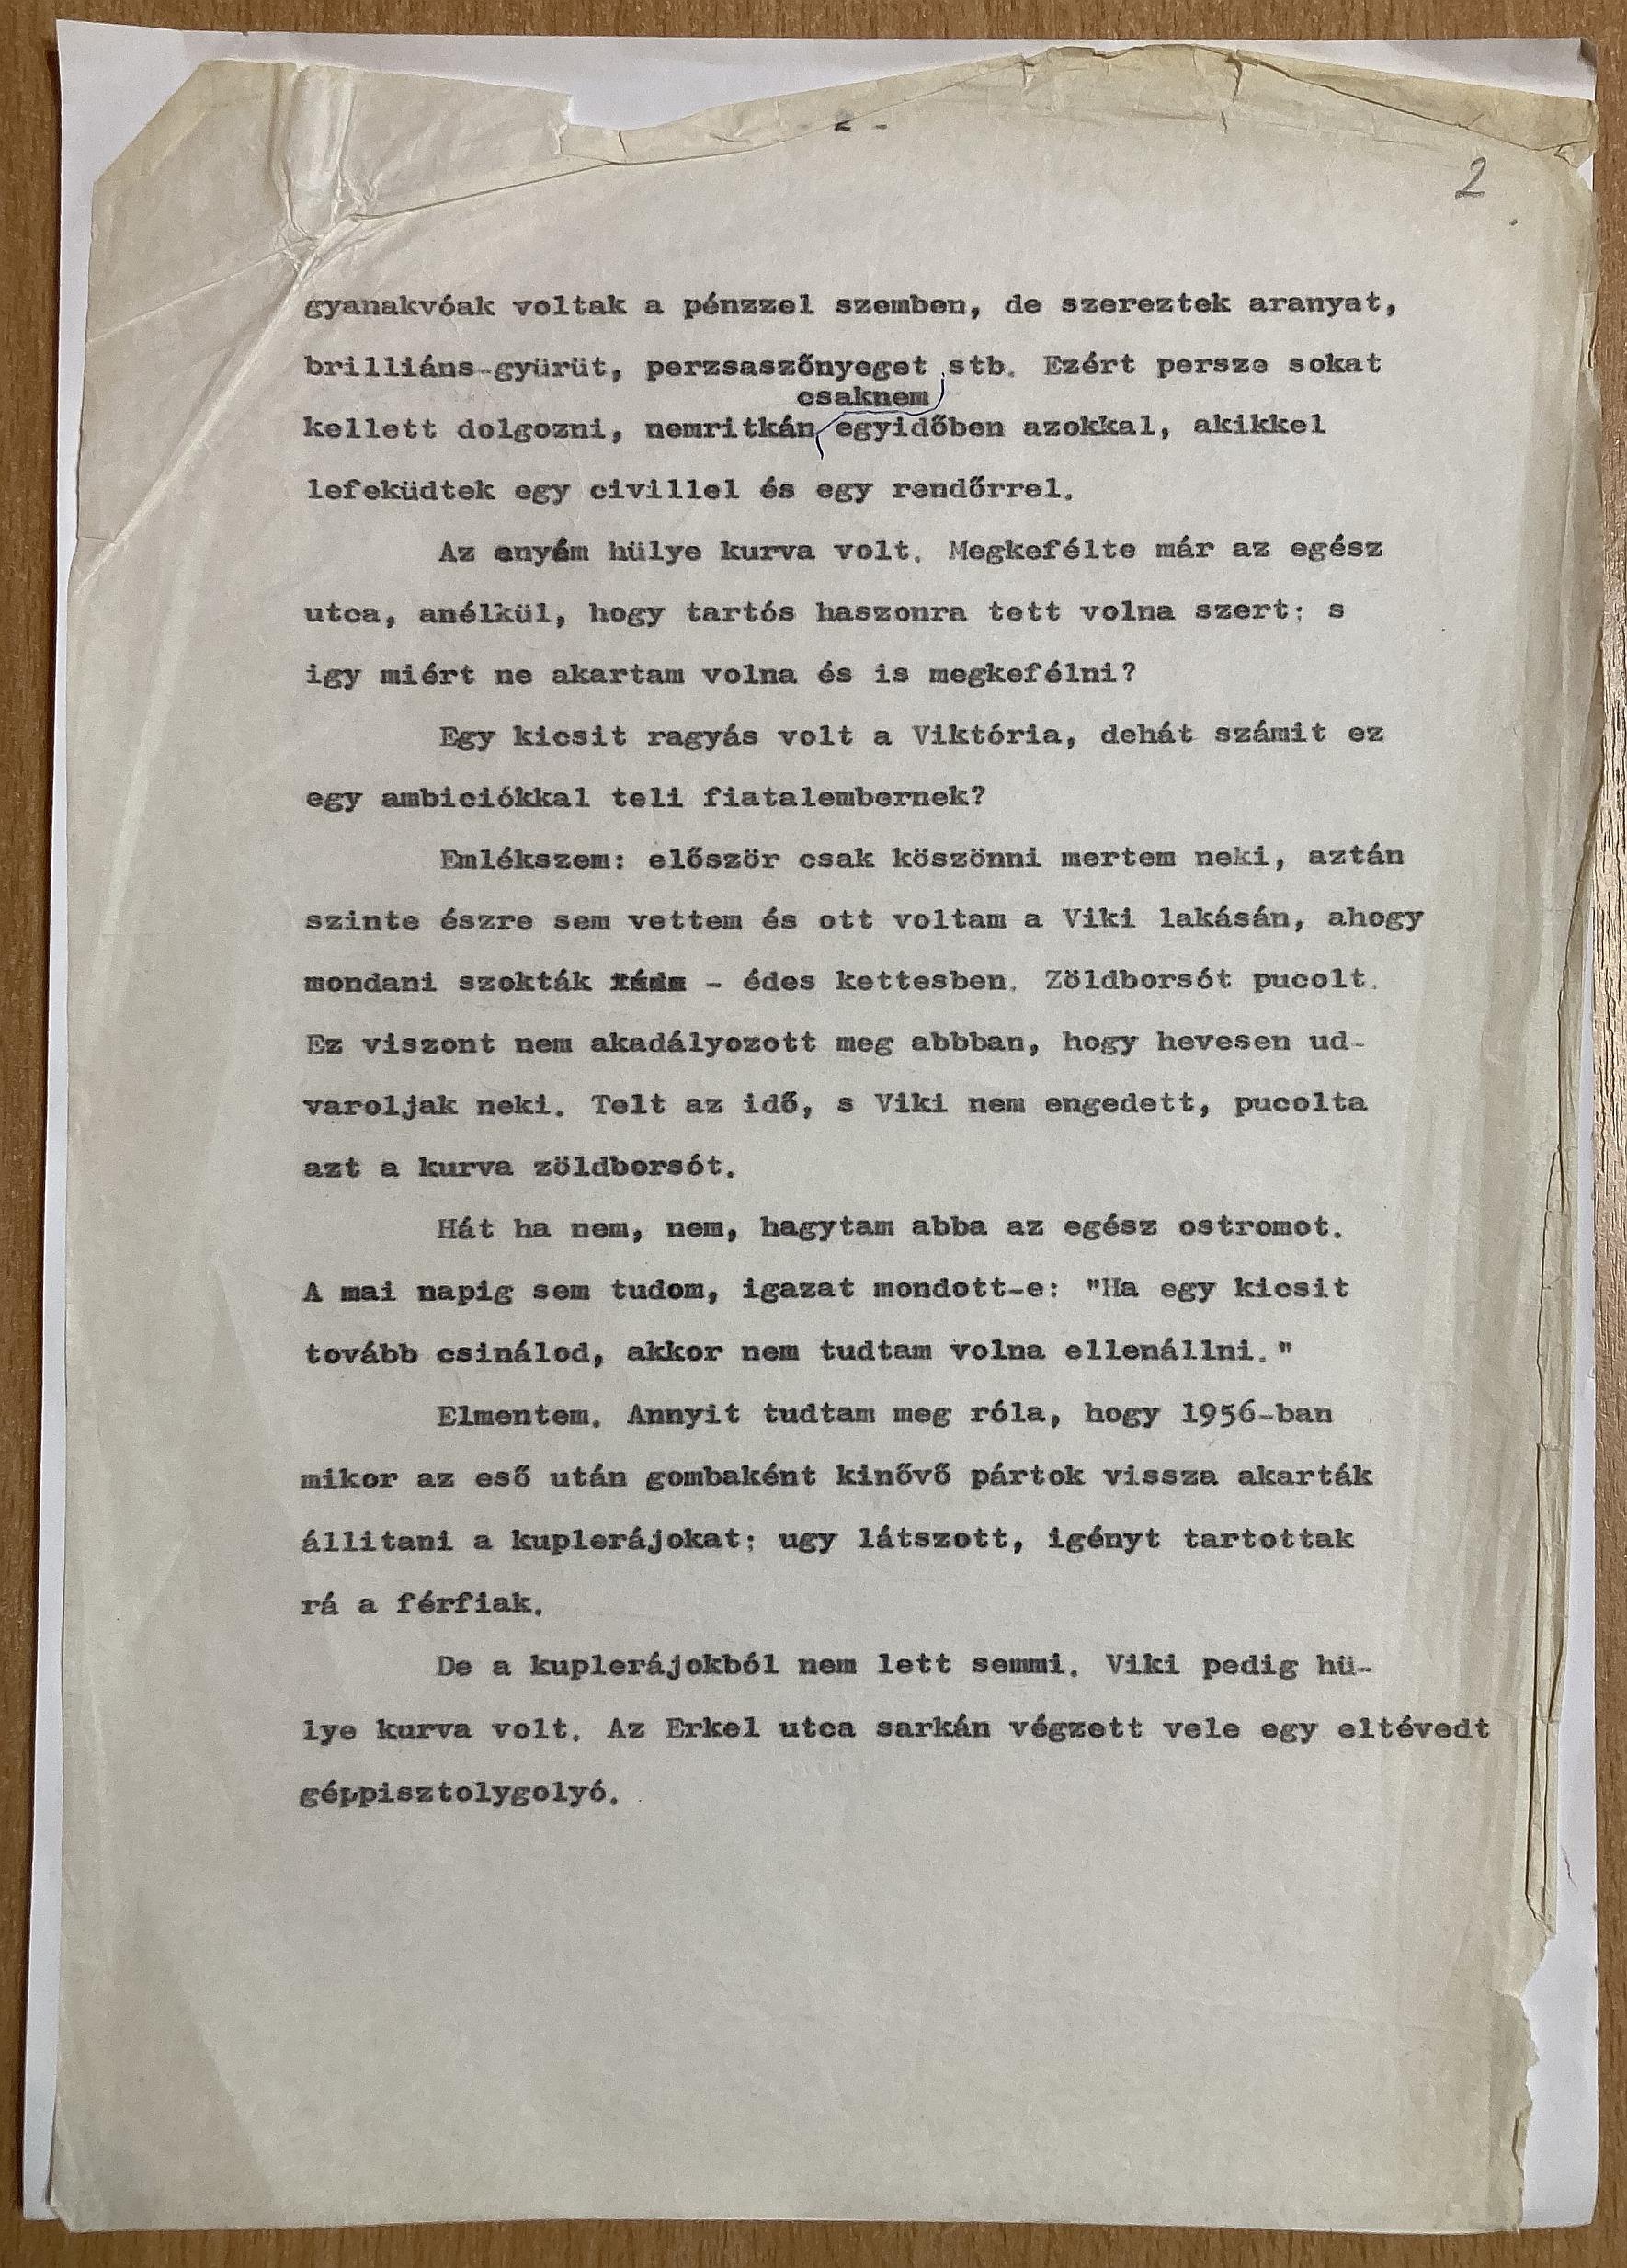 2 -
2
gyanakvóak voltak a pénzzel szemben, de szereztek aranyat,
brilliáns-gyürüt, perzsaszőnyeget stb. Ezért persze sokat
csaknem
kellett dolgozni, nemritkán egyidőben azokkal, akikkel
lefeküdtek egy civillel és egy rendőrrel.
Az anyám hülye kurva volt. Megkefélte már az egész
utca, anélkül, hogy tartós haszonra tett volna szert; s
igy miért ne akartam volna és is megkefélni?
Egy kicsit ragyás volt a Viktória, dehát számit ez
egy ambiciókkal teli fiatalembernek?
Emlékszem: először csak köszönni mertem neki, aztán
szinte észre sem vettem és ott voltam a Viki lakásán, ahogy
mondani szokták - édes kettesben. Zöldborsót pucolt.
Ez viszont nem akadályozott meg abbban, hogy hevesen ud-
varoljak neki. Telt az idő, s Viki nem engedett, pucolta
azt a kurva zöldborsót.
Hát ha nem, nem, hagytam abba az egész ostromot.
A mai napig sem tudom, igazat mondott-e: "Ha egy kicsit
tovább csinálod, akkor nem tudtam volna ellenállni."
Elmentem. Annyit tudtam meg róla, hogy 1956-ban
mikor az eső után gombaként kinővő pártok vissza akarták
állitani a kuplerájokat; ugy látszott, igényt tartottak
rá a férfiak.
De a kuplerájokból nem lett semmi. Viki pedig hü-
lye kurva volt. Az Erkel utca sarkán végzett vele egy eltévedt
géppisztolygolyó.